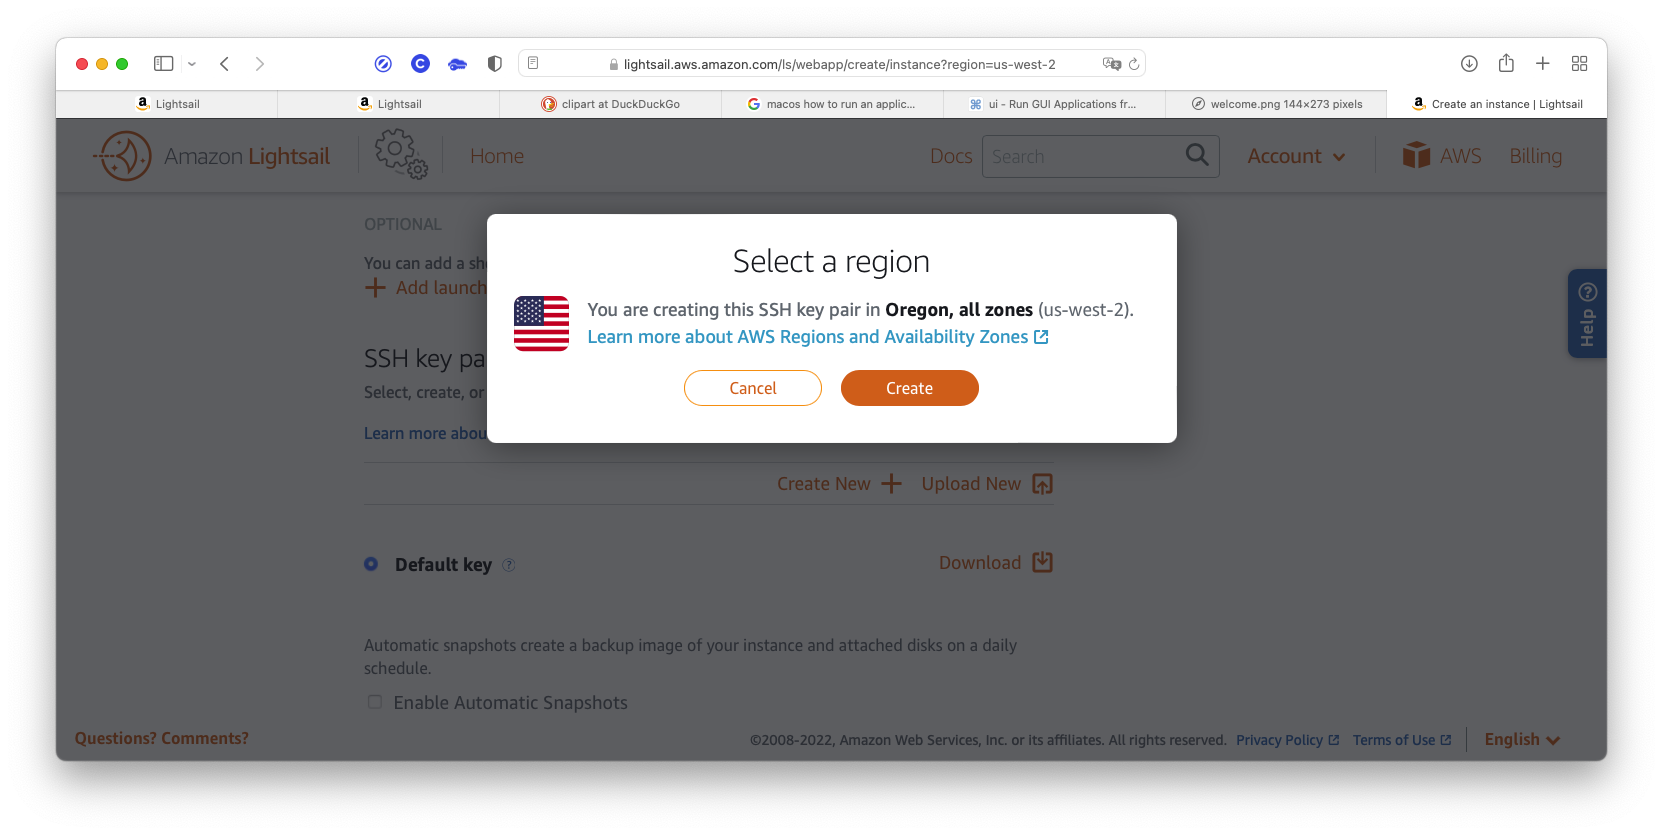 lightsail.aws.amazon.com/ls/webapp/create/instance?region=us-west-2
Lightsail
Lightsail
clipart at DuckDuckGo
macos how to run an applic...
ui - Run GUI Applications fr...
welcome.png 144×273 pixels
Create an instance | Lightsail
Amazon Lightsail
Home
Docs
Search
Account
AWS
Billing
OPTIONAL
You can add a sh
Add launch
Select a region
You are creating this SSH key pair in Oregon, all zones (us-west-2).
Learn more about AWS Regions and Availability Zones
Cancel
Create
Help
SSH key pa
Select, create, or
Learn more abou
Create New
Upload New
Default key
Download
Automatic snapshots create a backup image of your instance and attached disks on a daily
schedule.
Enable Automatic Snapshots
Questions? Comments?
©2008-2022, Amazon Web Services, Inc. or its affiliates. All rights reserved.
Privacy Policy
Terms of Use
English